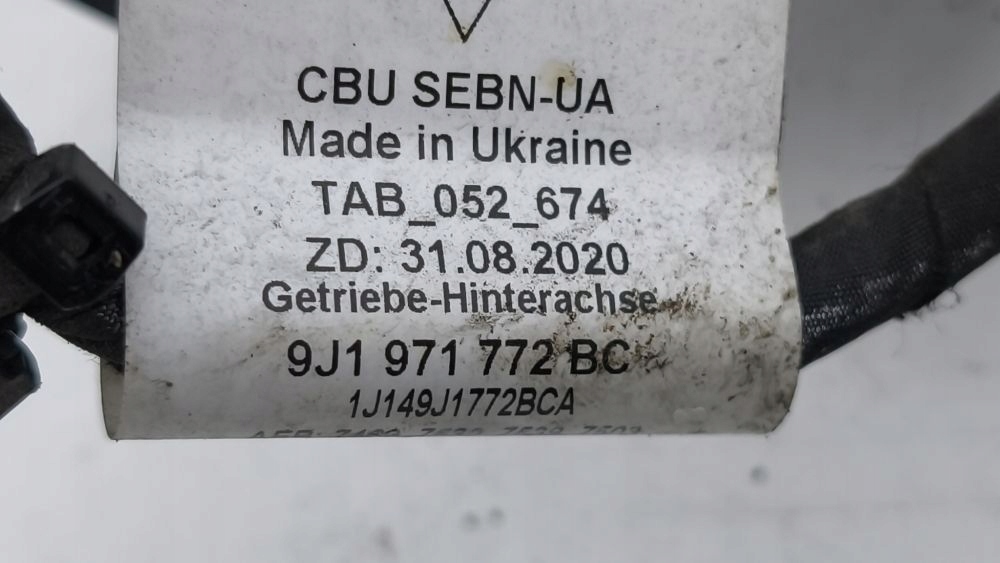 CBU SEBN-UA
Made in Ukraine
TAB_052_674
ZD: 31.08.2020
Getriebe-Hinterachse
9J1 971 772 BC
1J149J1772BCA